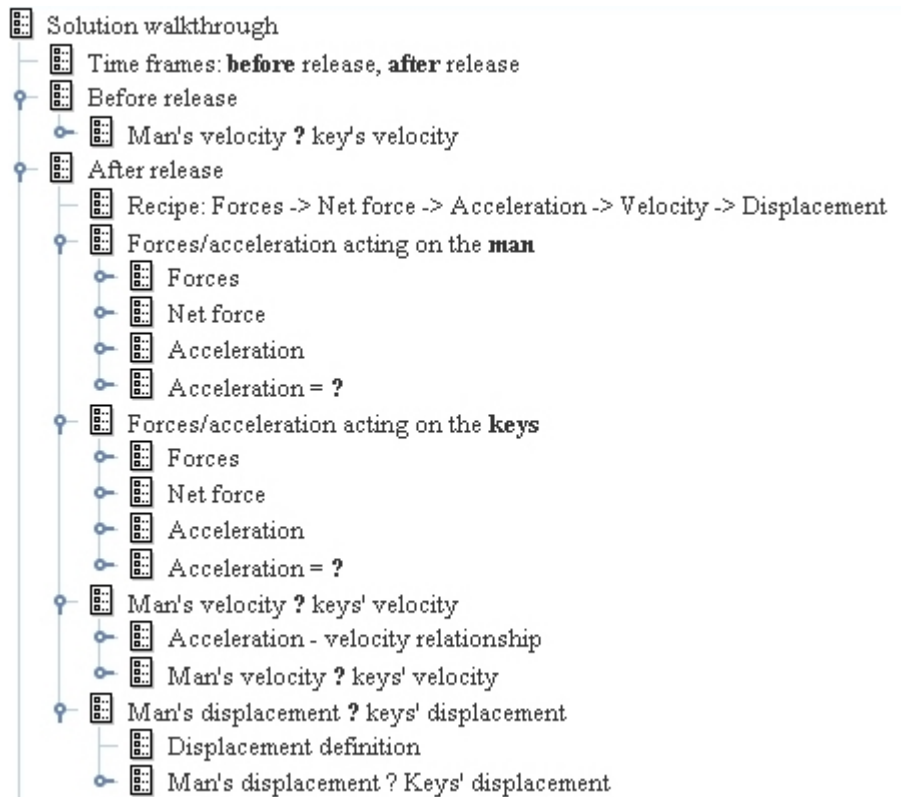 Solution walkthrough
Time frames: before release, after release
Before release
Man's velocity ? key's velocity
After release
Recipe: Forces -> Net force -> Acceleration -> Velocity -> Displacement
Forces/acceleration acting on the man
Forces
Net force
Acceleration
Acceleration = ?
Forces/acceleration acting on the keys
Forces
Net force
Acceleration
Acceleration = ?
Man's velocity ? keys' velocity
Acceleration - velocity relationship
Man's velocity ? keys' velocity
Man's displacement ? keys' displacement
Displacement definition
Man's displacement ? Keys' displacement